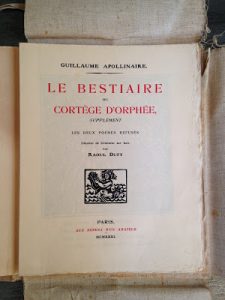 GUILLAUME APOLLINAIRE.
LE BESTIAIRE
OU
CORTÈGE D'ORPHÉE,
SUPPLÉMENT
LES DEUX POÈMES REFUSÉS
PAR
RAOUL DUFY
PARIS,
AUX DÉPENS D'UN AMATEUR